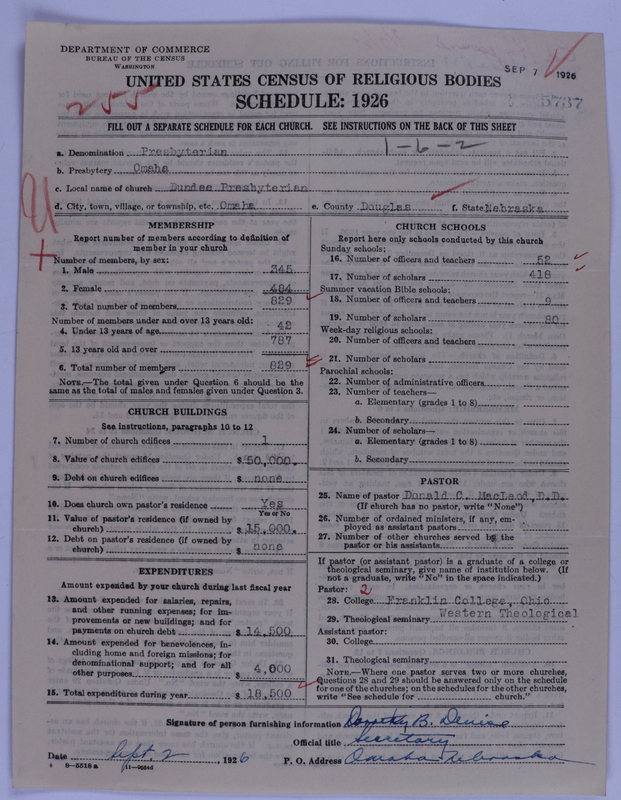 DEPARTMENT OF COMMERCE
BUREAU OF THE CENSUS
WASHINGTON
SEP 7 1926
UNITED STATES CENSUS OF RELIGIOUS BODIES
255
SCHEDULE: 1926
5737
FILL OUT A SEPARATE SCHEDULE FOR EACH CHURCH. SEE INSTRUCTIONS ON THE BACK OF THIS SHEET
1-6-2
a. Denomination Presbyterian
b. Presbytery Omaha
c. Local name of church Dundee Presbyterian
d. City, town, village, or township, etc. Omaha e. County Douglas f. State Nebraska
MEMBERSHIP
Report number of members according to definition of
member in your church
Number of members, by sex:
1. Male 345
2. Female 484
3. Total number of members 829
Number of members under and over 13 years old:
4. Under 13 years of age 42
5. 13 years old and over 787
6. Total number of members 829
NOTE.—The total given under Question 6 should be the
same as the total of males and females given under Question 3.
CHURCH BUILDINGS
See instructions, paragraphs 10 to 12
7. Number of church edifices 1
8. Value of church edifices $50,000.
9. Debt on church edifices $ none
10. Does church own pastor's residence Yes
Yes or No
11. Value of pastor's residence (if owned by
church) $15,000.
12. Debt on pastor's residence (if owned by
church) $ none
EXPENDITURES
Amount expended by your church during last fiscal year
13. Amount expended for salaries, repairs,
and other running expenses; for im-
provements or new buildings; and for
payments on church debt $ 14,500
14. Amount expended for benevolences, in-
cluding home and foreign missions; for
denominational support; and for all
other purposes $ 4,000
15. Total expenditures during year $ 18,500
CHURCH SCHOOLS
Report here only schools conducted by this church
Sunday schools:
16. Number of officers and teachers 52
17. Number of scholars 418
Summer vacation Bible schools:
18. Number of officers and teachers 9
19. Number of scholars 80
Week-day religious schools:
20. Number of officers and teachers
21. Number of scholars
Parochial schools:
22. Number of administrative officers
23. Number of teachers—
a. Elementary (grades 1 to 8)
b. Secondary
24. Number of scholars—
a. Elementary (grades 1 to 8)
b. Secondary
PASTOR
25. Name of pastor Donald C. MacLeod, D.D.
(If church has no pastor, write "None")
26. Number of ordained ministers, if any, em-
ployed as assistant pastors
27. Number of other churches served by the
pastor or his assistants
If pastor (or assistant pastor) is a graduate of a college or
theological seminary, give name of institution below. (If
not a graduate, write "No" in the space indicated.)
Pastor: 2
28. College Franklin College, Ohio
29. Theological seminary Western Theological
Assistant pastor:
30. College
31. Theological seminary
NOTE.—Where one pastor serves two or more churches,
Questions 28 and 29 should be answered only on the schedule
for one of the churches; on the schedules for the other churches,
write "See schedule for church."
Signature of person furnishing information Dorothy B. Denise
Official title Secretary
Date Sept. 2, 1926 P. O. Address Omaha Nebraska
8-5518 a